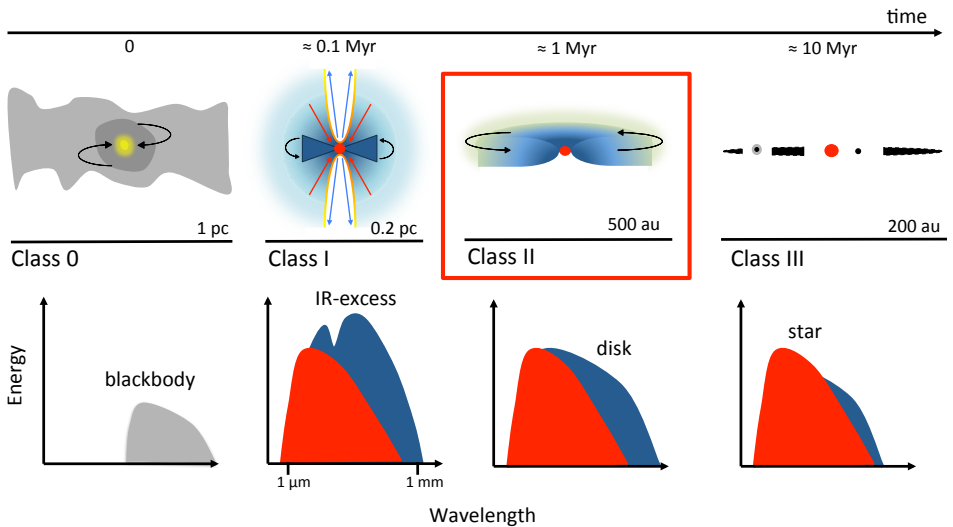 time
0
≈ 0.1 Myr
≈ 1 Myr
≈ 10 Myr
1 pc
0.2 pc
500 au
200 au
Class 0
Class I
Class II
Class III
IR-excess
disk
star
blackbody
Energy
1 μm
1 mm
Wavelength